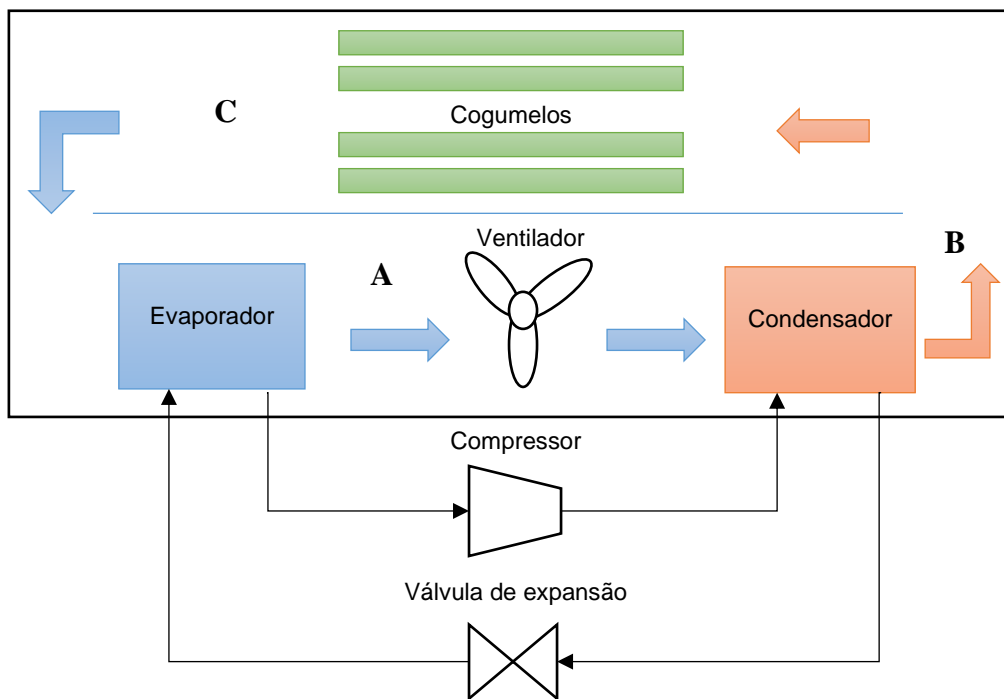 C
Cogumelos
Ventilador
B
A
Evaporador
Condensador
Compressor
Válvula de expansão